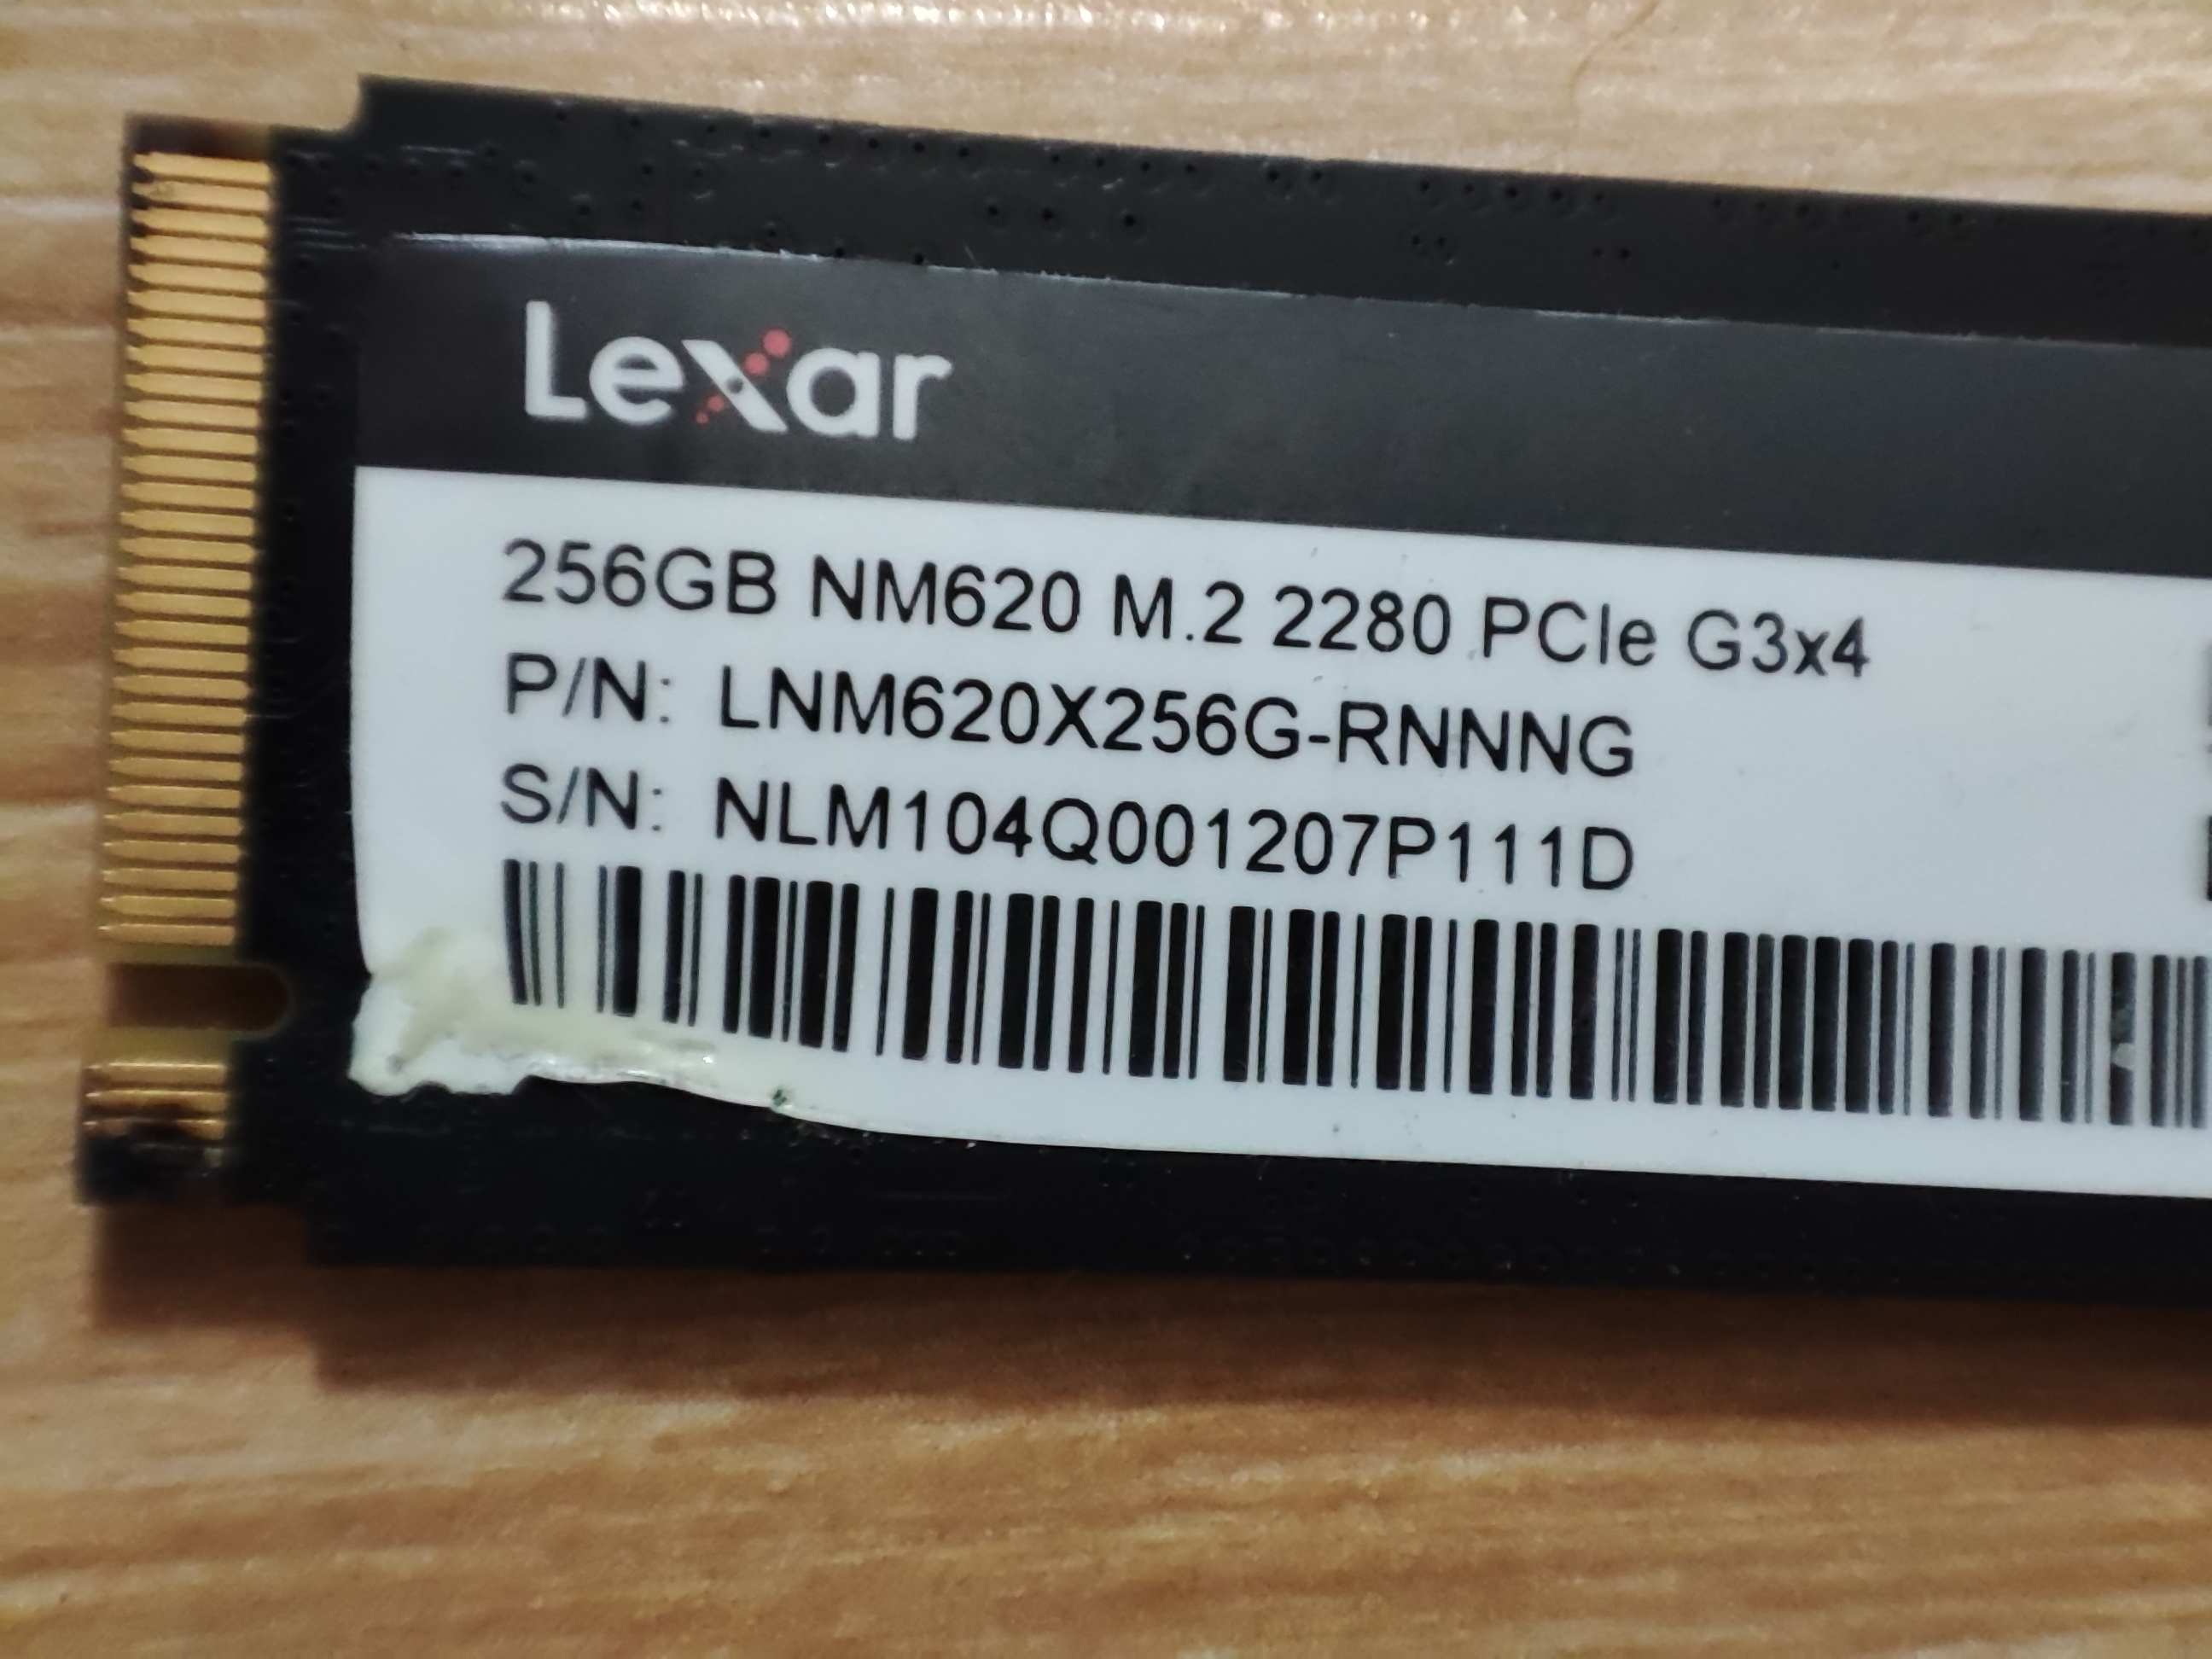 Lexar
256GB NM620 M.2 2280 PCIe G3x4
P/N: LNM620X256G-RNNNG
S/N: NLM104Q001207P111D